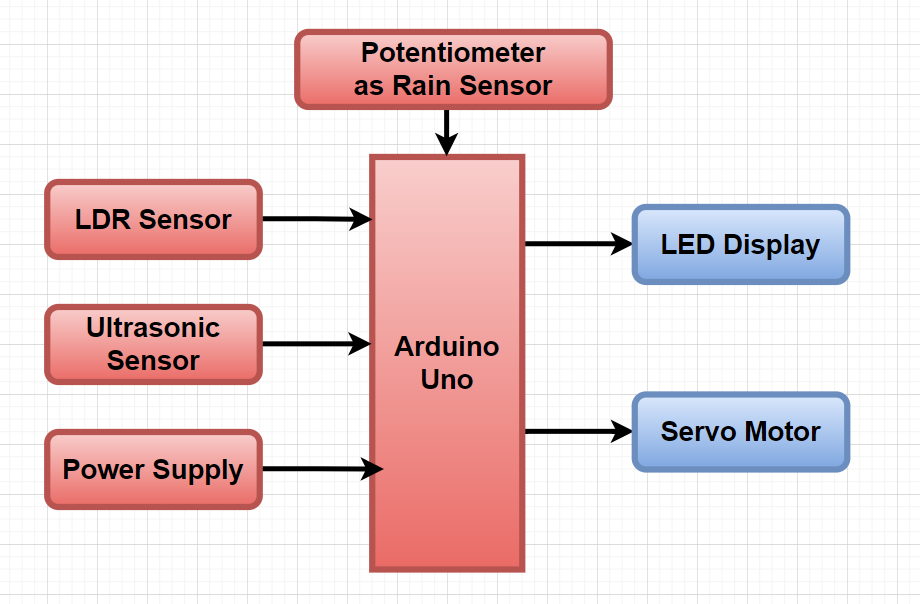 Potentiometer
as Rain Sensor
LDR Sensor
LED Display
Ultrasonic
Sensor
Arduino
Uno
Servo Motor
Power Supply